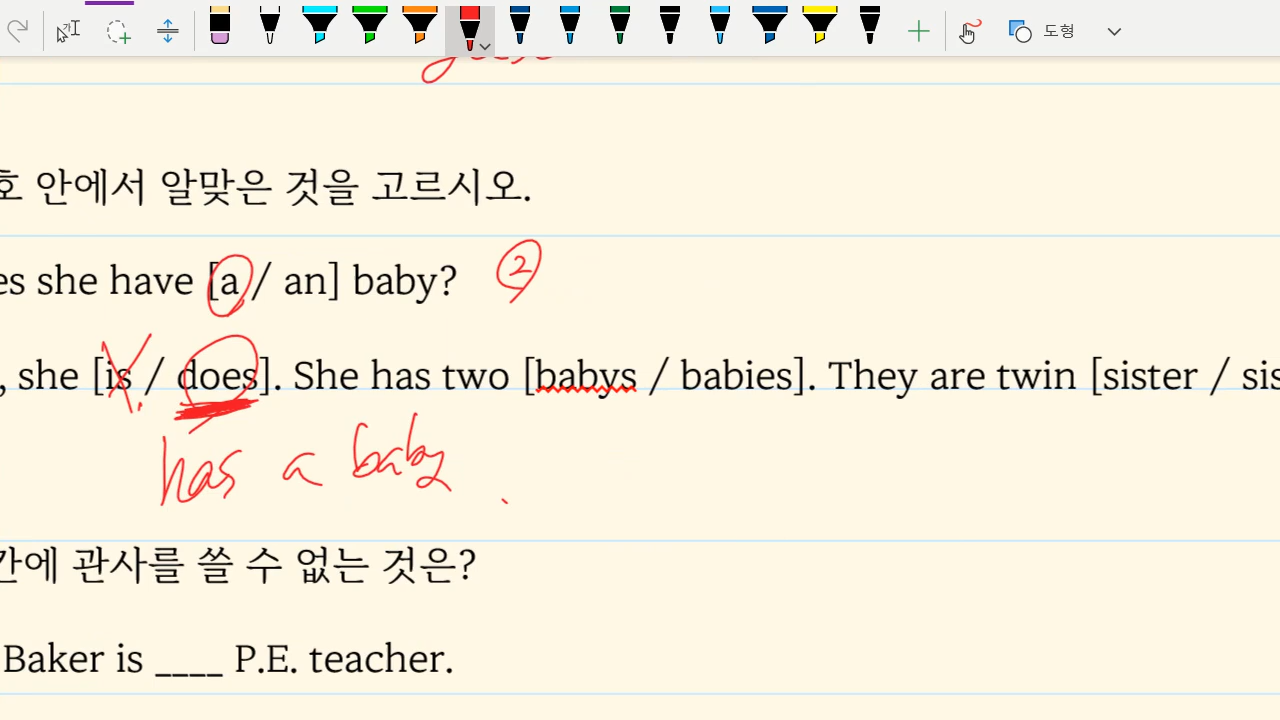 도형
호 안에서 알맞은 것을 고르시오.
es she have [a / an] baby? ②
, she [is / does]. She has two [babys / babies]. They are twin [sister / sis
has a baby
간에 관사를 쓸 수 없는 것은?
Baker is ____ P.E. teacher.